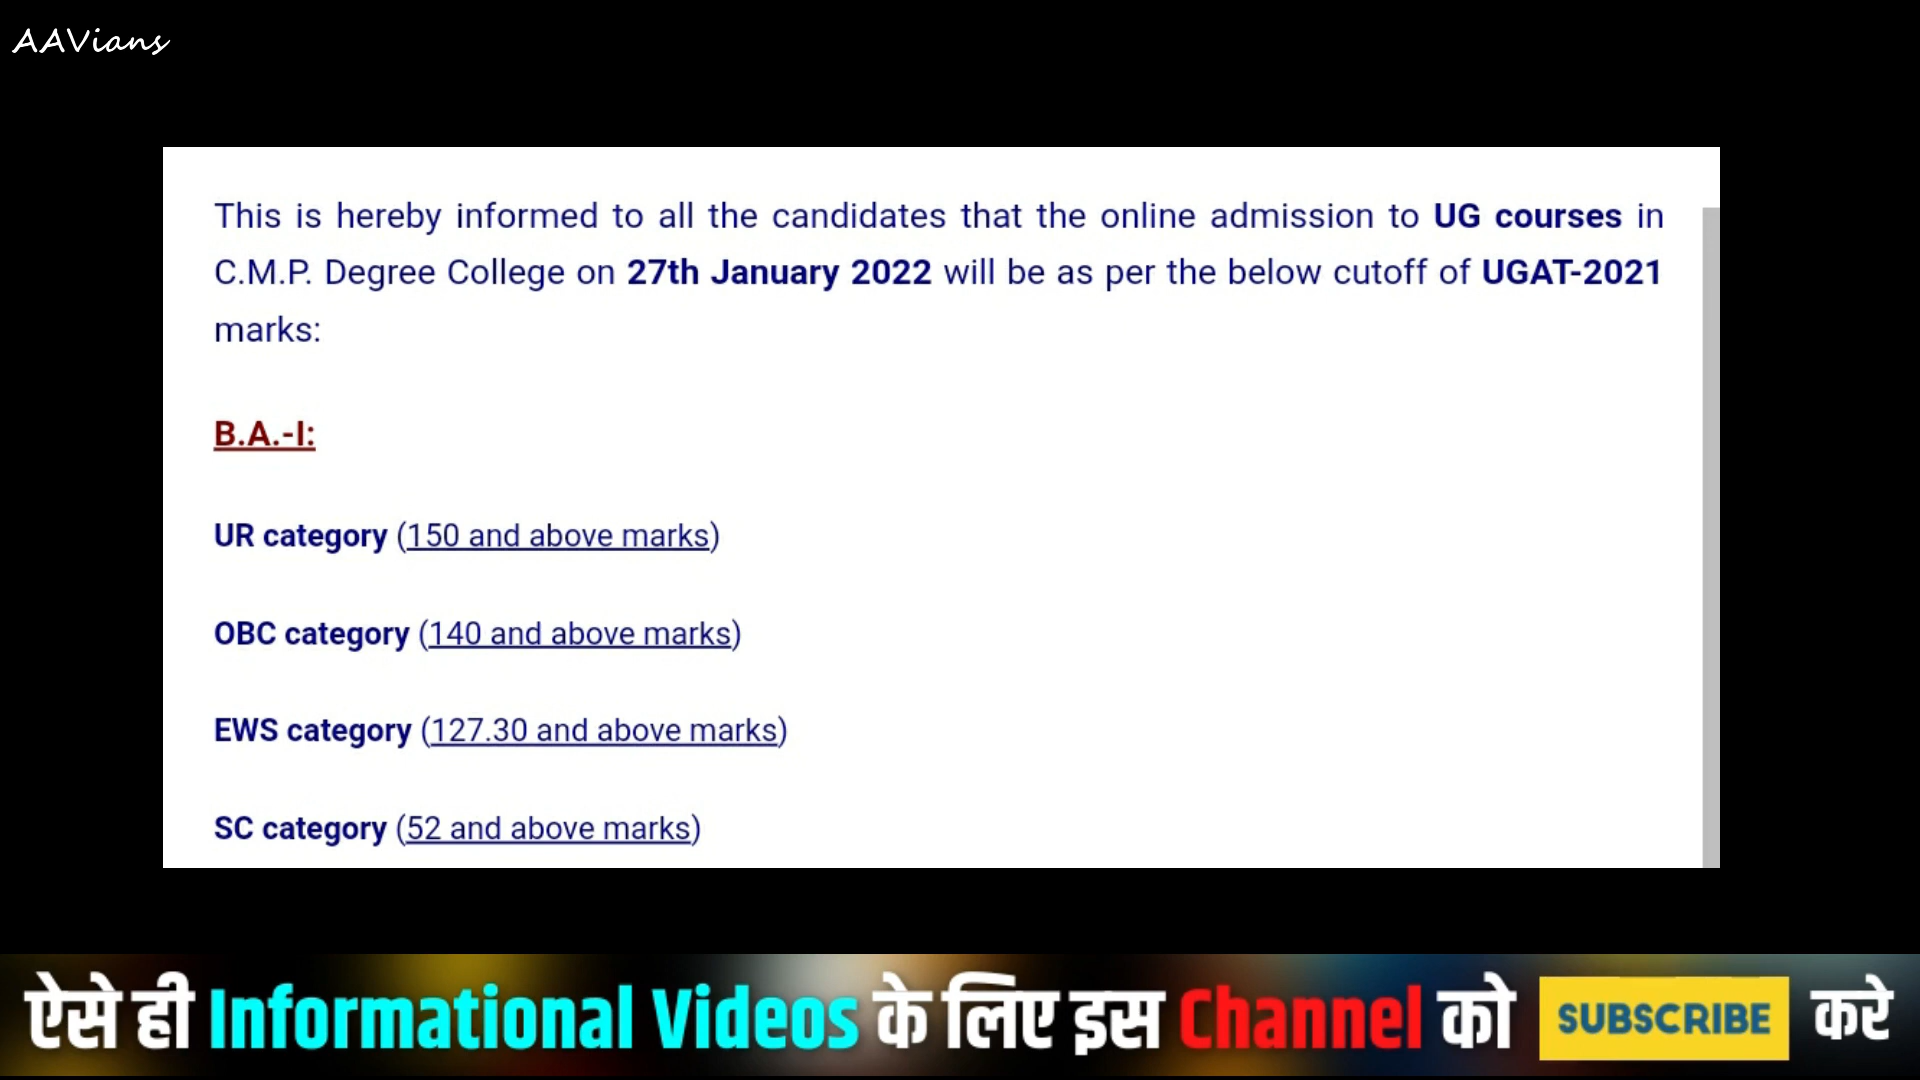 AAVians
This is hereby informed to all the candidates that the online admission to UG courses in
C.M.P. Degree College on 27th January 2022 will be as per the below cutoff of UGAT-2021
marks:
B.A.-I:
UR category (150 and above marks)
OBC category (140 and above marks)
EWS category (127.30 and above marks)
SC category (52 and above marks)
ऐसे ही Informational Videos के लिए इस Channel को SUBSCRIBE करे